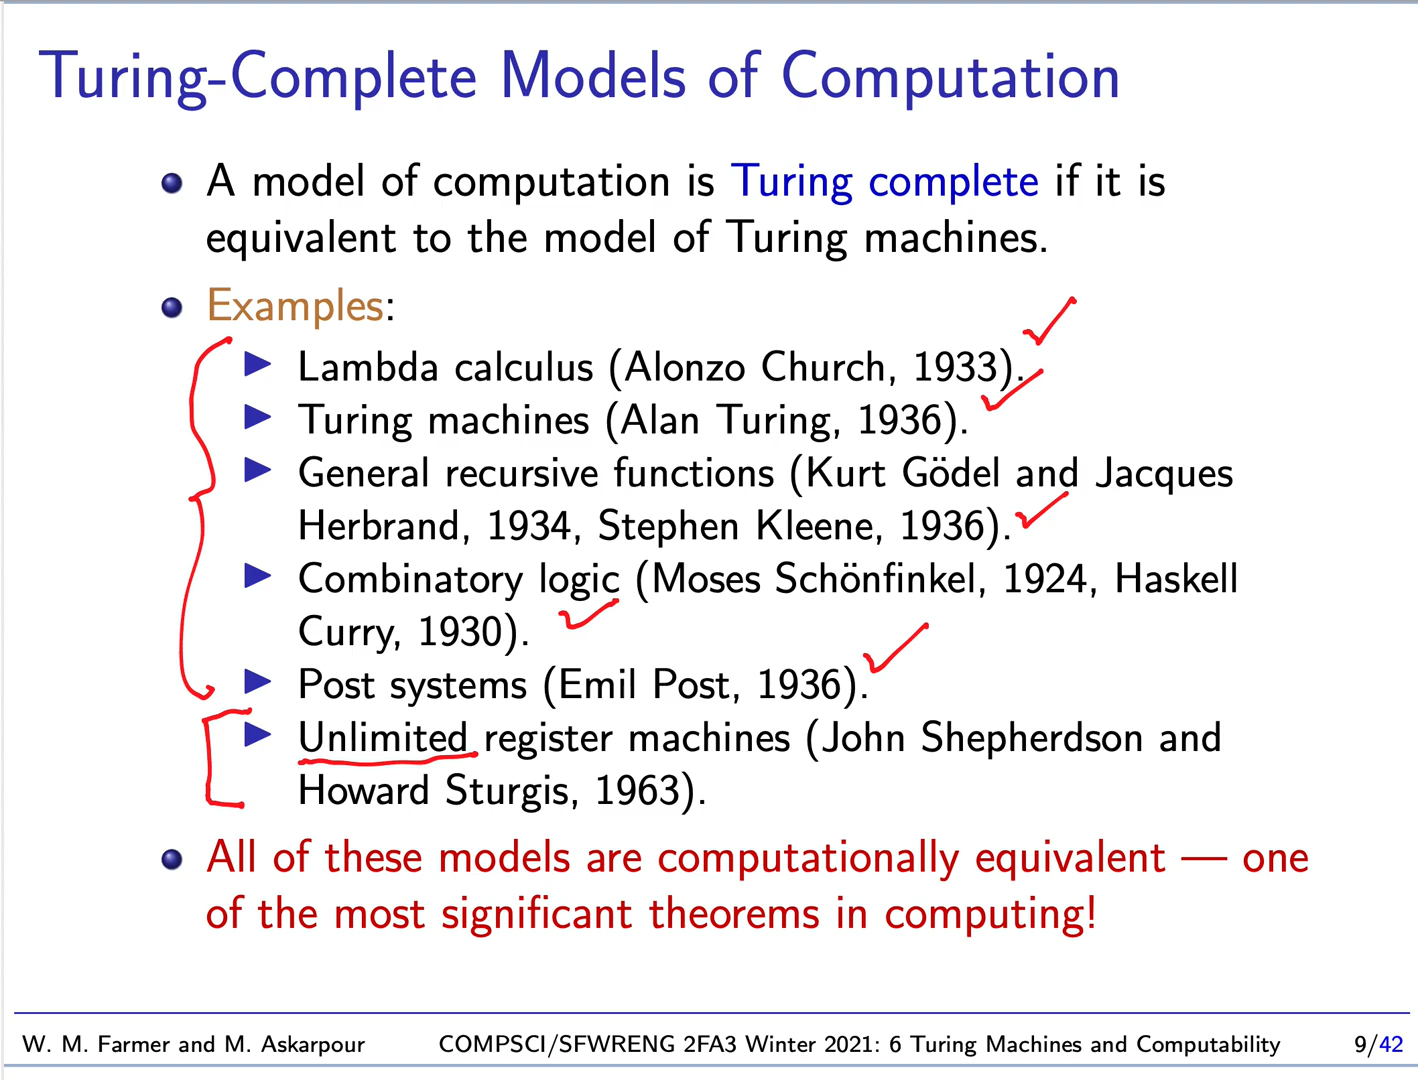 Turing-Complete Models of Computation
A model of computation is Turing complete if it is
equivalent to the model of Turing machines.
Examples:
Lambda calculus (Alonzo Church, 1933).
Turing machines (Alan Turing, 1936).
General recursive functions (Kurt Gödel and Jacques
Herbrand, 1934, Stephen Kleene, 1936).
Combinatory logic (Moses Schönfinkel, 1924, Haskell
Curry, 1930).
Post systems (Emil Post, 1936).
Unlimited register machines (John Shepherdson and
Howard Sturgis, 1963).
All of these models are computationally equivalent — one
of the most significant theorems in computing!
W. M. Farmer and M. Askarpour COMPSCI/SFWRENG 2FA3 Winter 2021: 6 Turing Machines and Computability 9/42